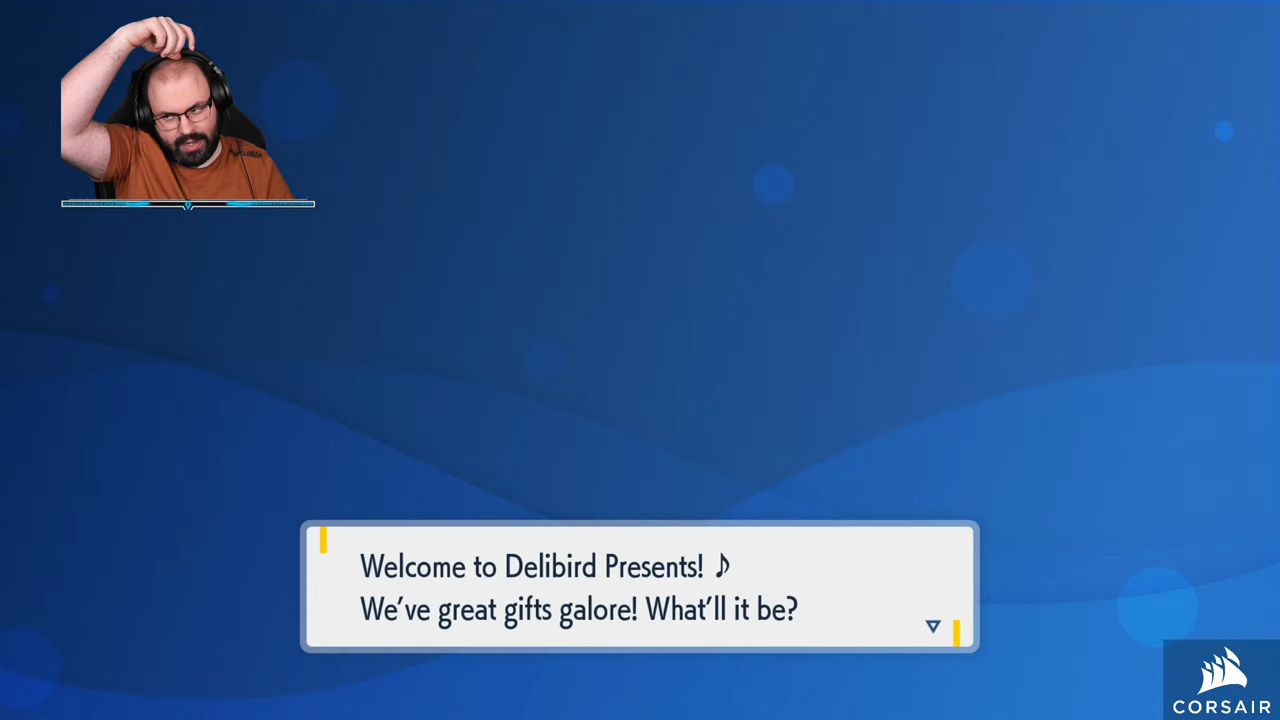 Welcome to Delibird Presents! ♪
We've great gifts galore! What'll it be?
CORSAIR